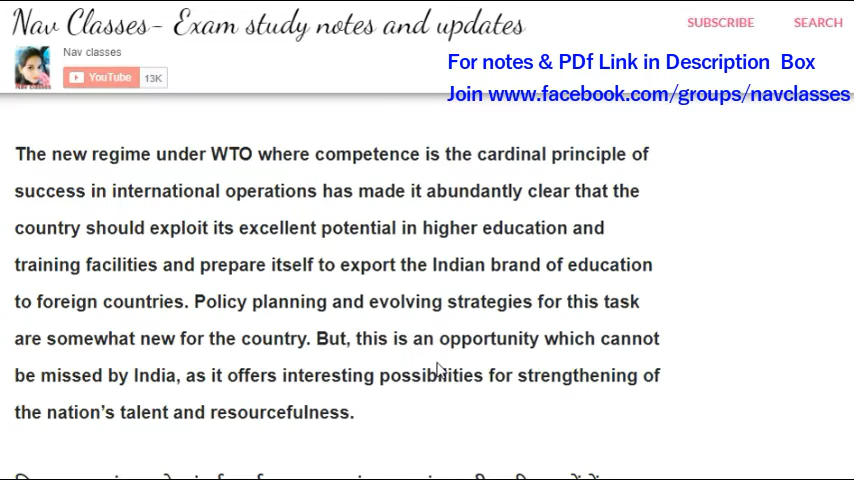 Nav Classes- Exam study notes and updates
SUBSCRIBE SEARCH
Nav classes
YouTube 13K
For notes & PDf Link in Description Box
Join www.facebook.com/groups/navclasses
The new regime under WTO where competence is the cardinal principle of
success in international operations has made it abundantly clear that the
country should exploit its excellent potential in higher education and
training facilities and prepare itself to export the Indian brand of education
to foreign countries. Policy planning and evolving strategies for this task
are somewhat new for the country. But, this is an opportunity which cannot
be missed by India, as it offers interesting possibilities for strengthening of
the nation's talent and resourcefulness.